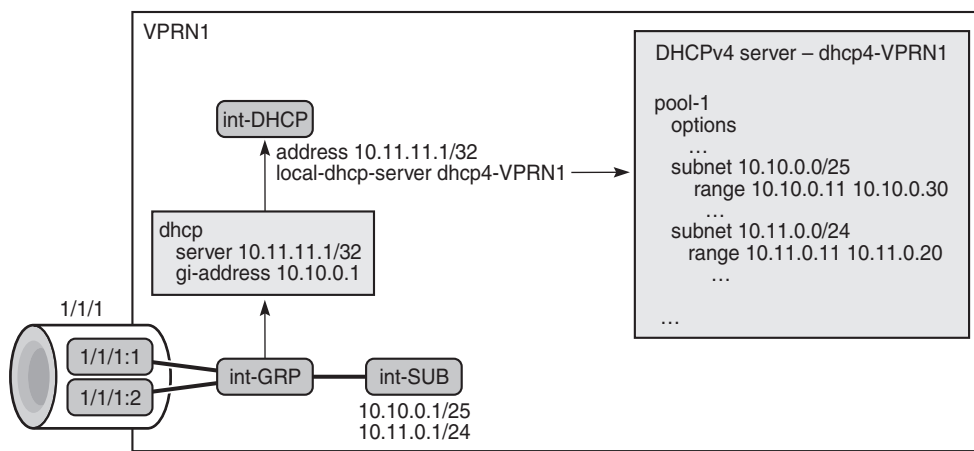 VPRN1
DHCPv4 server – dhcp4-VPRN1
pool-1
options
…
subnet 10.10.0.0/25
range 10.10.0.11 10.10.0.30
…
subnet 10.11.0.0/24
range 10.11.0.11 10.11.0.20
…
…
int-DHCP
address 10.11.11.1/32
local-dhcp-server dhcp4-VPRN1
dhcp
server 10.11.11.1/32
gi-address 10.10.0.1
1/1/1
1/1/1:1
1/1/1:2
int-GRP
int-SUB
10.10.0.1/25
10.11.0.1/24